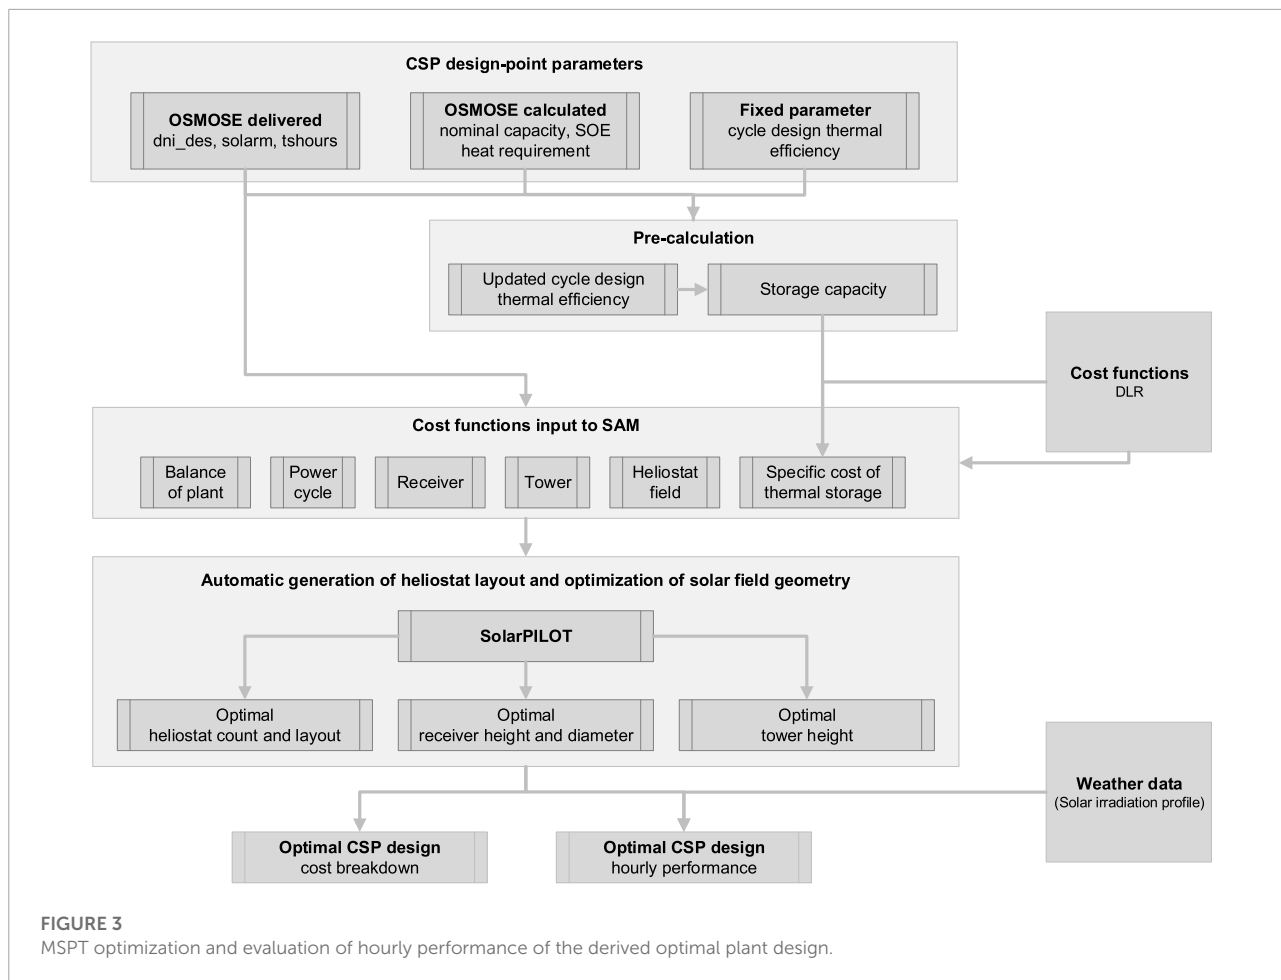 CSP design-point parameters
OSMOSE delivered
dni_des, solarm, tshours
OSMOSE calculated
nominal capacity, SOE
heat requirement
Fixed parameter
cycle design thermal
efficiency
Pre-calculation
Updated cycle design
thermal efficiency
Storage capacity
Cost functions
DLR
Cost functions input to SAM
Balance
of plant
Power
cycle
Receiver
Tower
Heliostat
field
Specific cost of
thermal storage
Automatic generation of heliostat layout and optimization of solar field geometry
SolarPILOT
Optimal
heliostat count and layout
Optimal
receiver height and diameter
Optimal
tower height
Weather data
(Solar irradiation profile)
Optimal CSP design
cost breakdown
Optimal CSP design
hourly performance
FIGURE 3
MSPT optimization and evaluation of hourly performance of the derived optimal plant design.